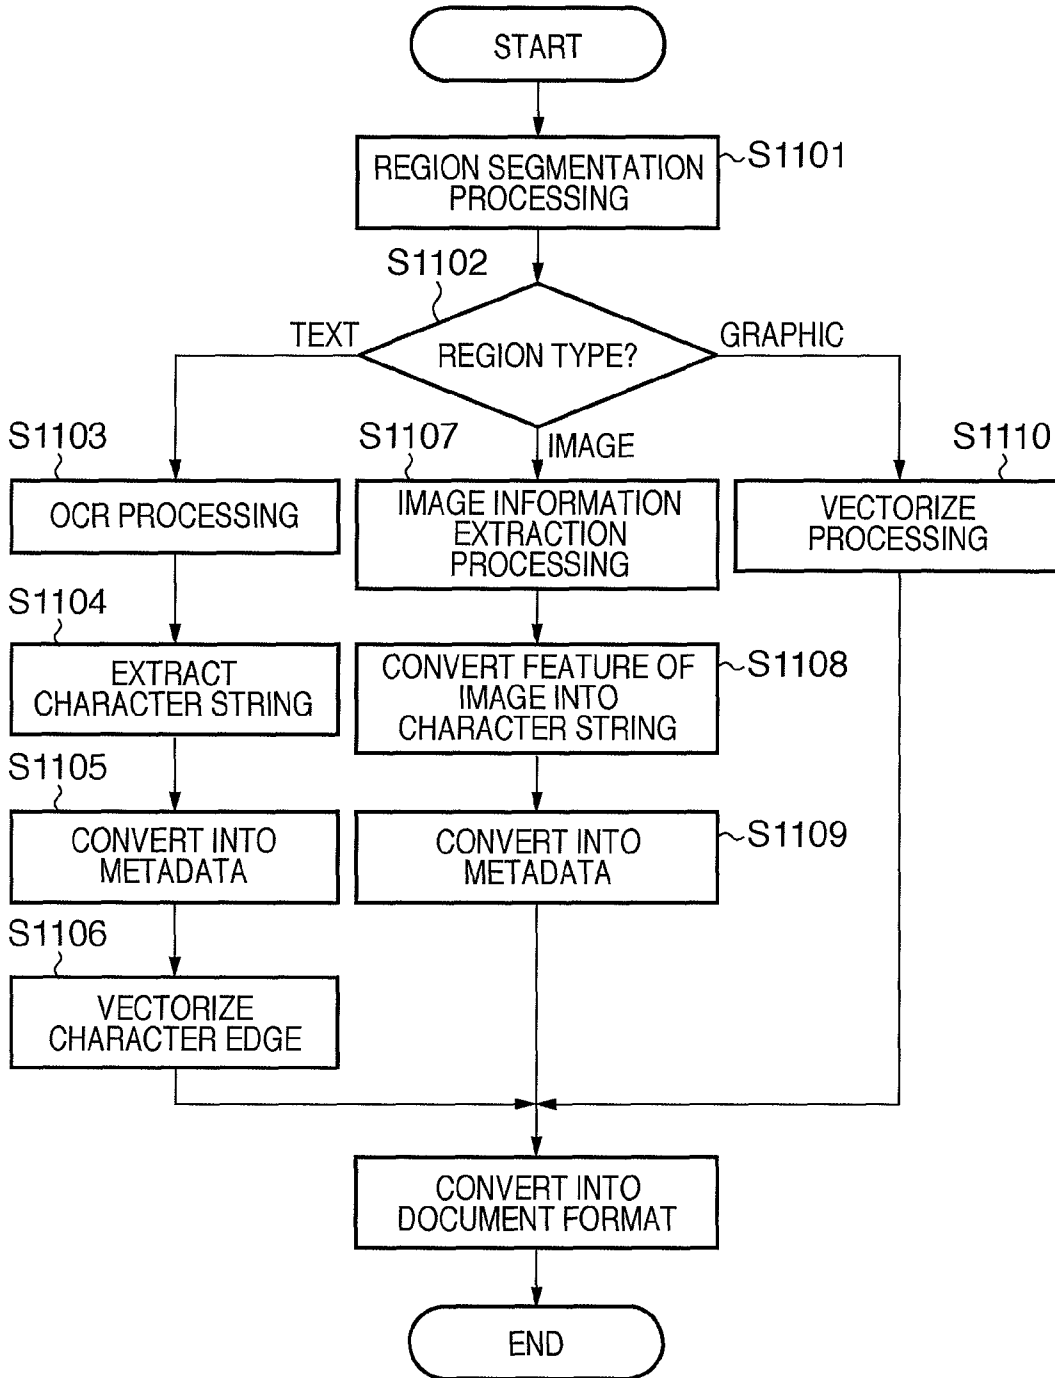 START
REGION SEGMENTATION
PROCESSING
S1101
S1102
REGION TYPE?
TEXT
IMAGE
GRAPHIC
S1103
OCR PROCESSING
S1104
EXTRACT
CHARACTER STRING
S1105
CONVERT INTO
METADATA
S1106
VECTORIZE
CHARACTER EDGE
S1107
IMAGE INFORMATION
EXTRACTION
PROCESSING
CONVERT FEATURE OF
IMAGE INTO
CHARACTER STRING
S1108
CONVERT INTO
METADATA
S1109
S1110
VECTORIZE
PROCESSING
CONVERT INTO
DOCUMENT FORMAT
END